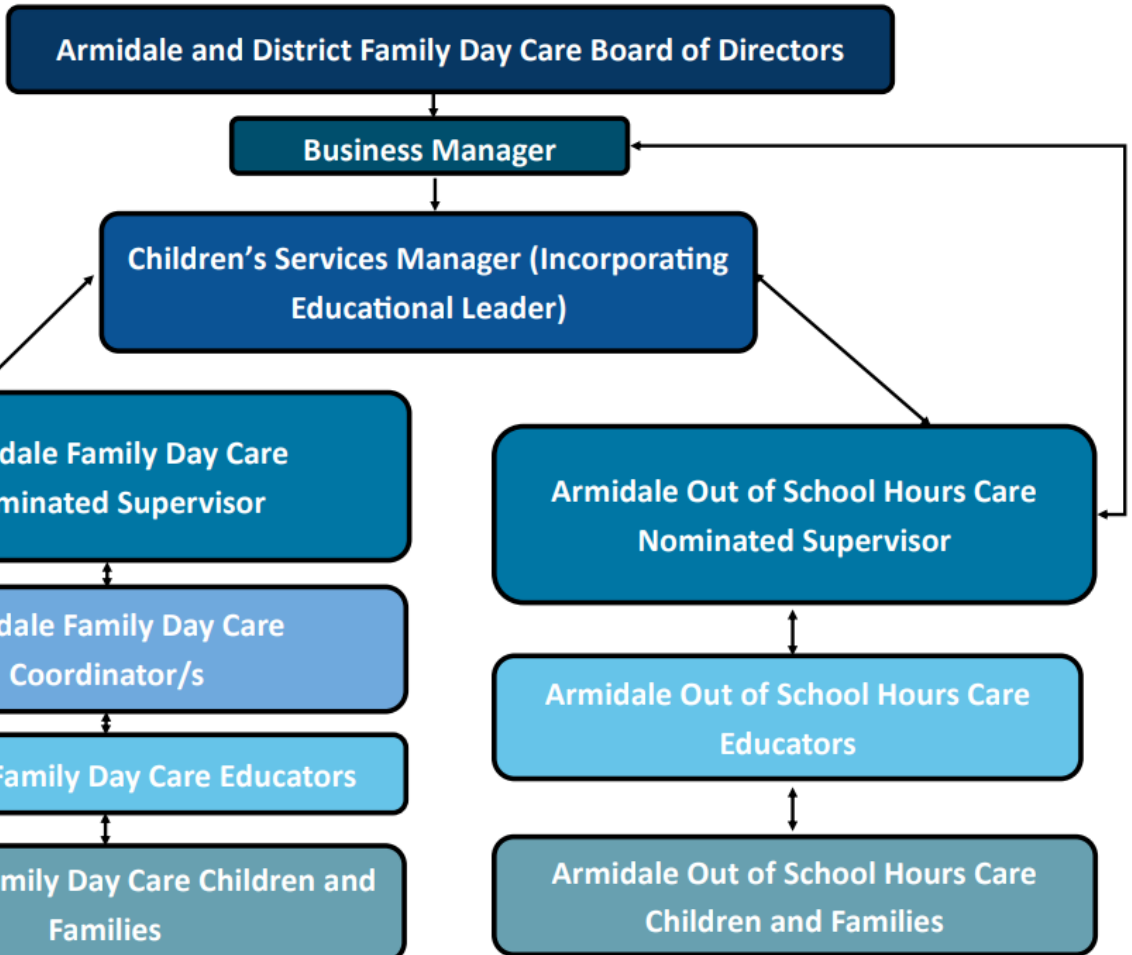 Armidale and District Family Day Care Board of Directors
Business Manager
Children’s Services Manager (Incorporating
Educational Leader)
dale Family Day Care
minated Supervisor
dale Family Day Care
Coordinator/s
Family Day Care Educators
mily Day Care Children and
Families
Armidale Out of School Hours Care
Nominated Supervisor
Armidale Out of School Hours Care
Educators
Armidale Out of School Hours Care
Children and Families